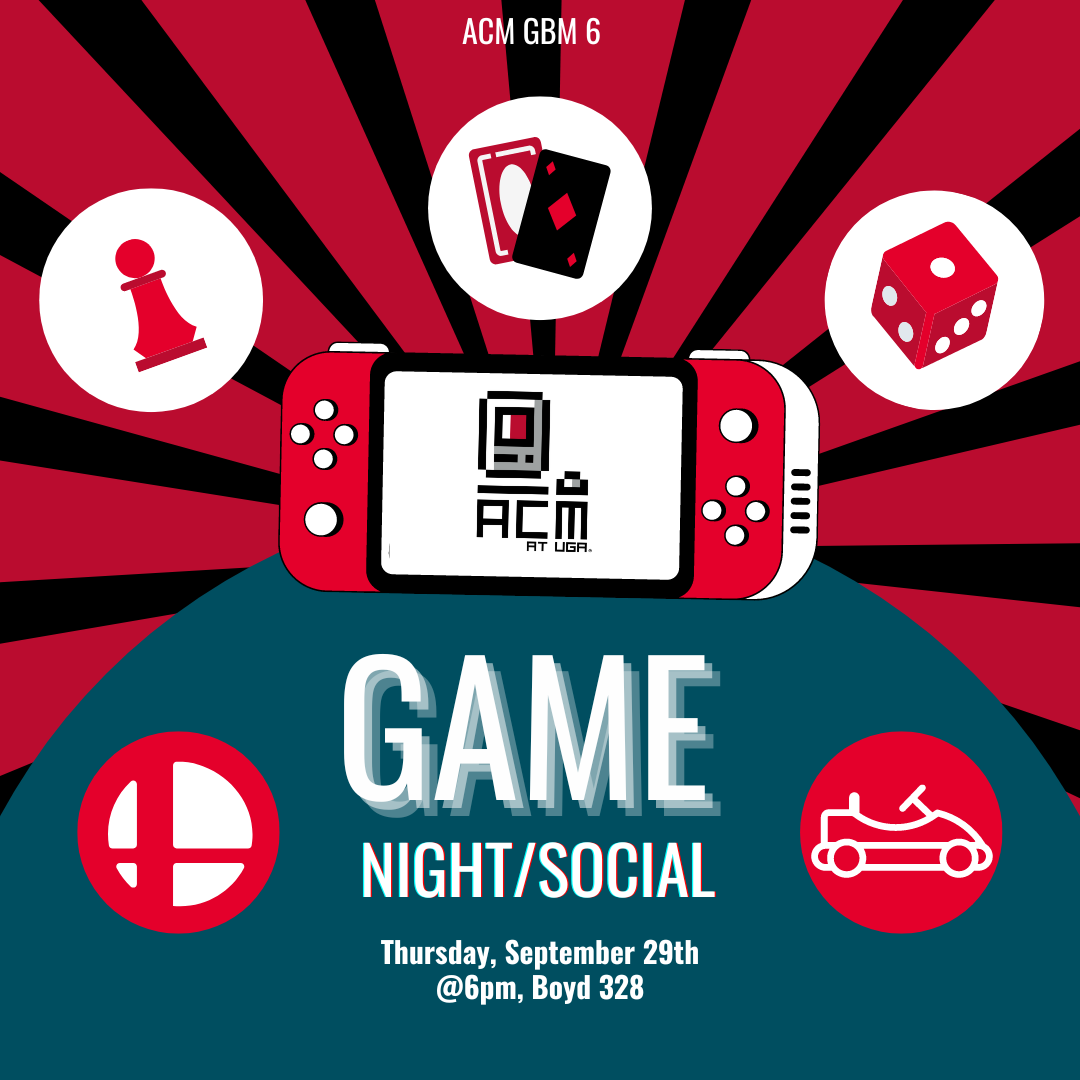 ACM GBM 6
ACM
AT UGA
GAME
NIGHT/SOCIAL
Thursday, September 29th
@6pm, Boyd 328